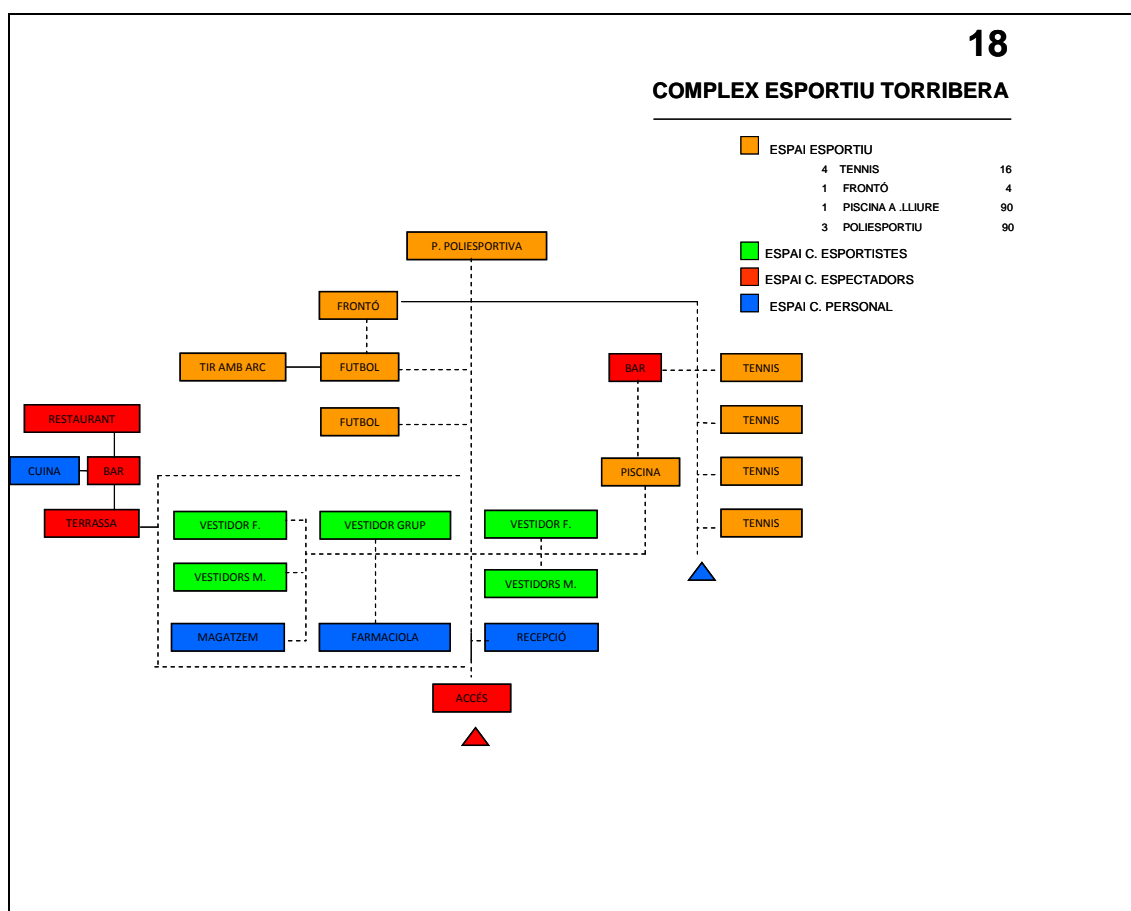 18
COMPLEX ESPORTIU TORRIBERA
ESPAI ESPORTIU
4 TENNIS 16
1 FRONTÓ 4
1 PISCINA A .LLIURE 90
3 POLIESPORTIU 90
ESPAI C. ESPORTISTES
ESPAI C. ESPECTADORS
ESPAI C. PERSONAL
P. POLIESPORTIVA
FRONTÓ
TIR AMB ARC
FUTBOL
BAR
TENNIS
RESTAURANT
FUTBOL
TENNIS
CUINA
BAR
PISCINA
TENNIS
TERRASSA
VESTIDOR F.
VESTIDOR GRUP
VESTIDOR F.
TENNIS
VESTIDORS M.
VESTIDORS M.
MAGATZEM
FARMACIOLA
RECEPCIÓ
ACCÉS